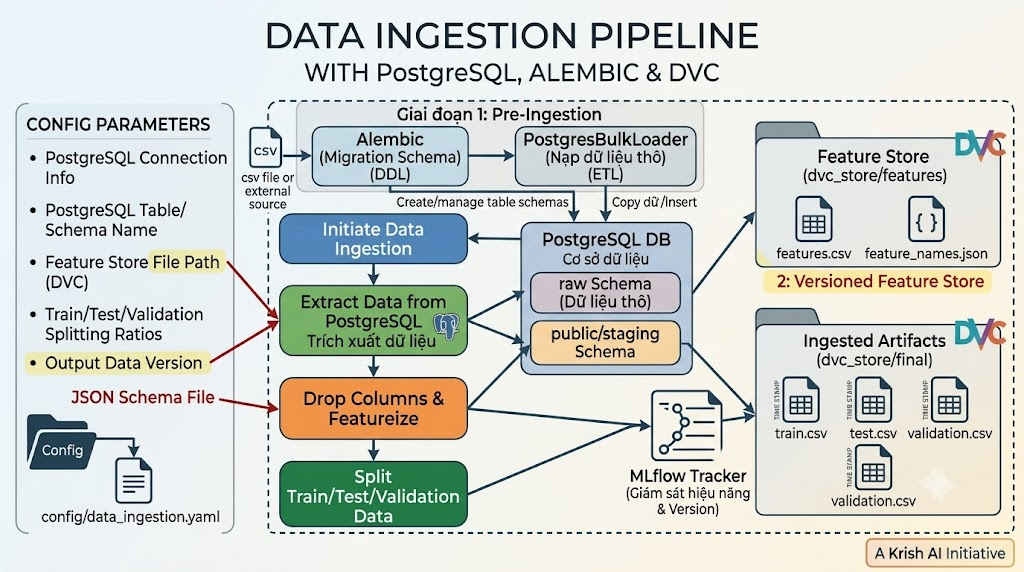 DATA INGESTION PIPELINE
WITH PostgreSQL, ALEMBIC & DVC
CONFIG PARAMETERS
• PostgreSQL Connection
Info
• PostgreSQL Table/
Schema Name
• Feature Store File Path
(DVC)
• Train/Test/Validation
Splitting Ratios
• Output Data Version
JSON Schema File
Config
config/data_ingestion.yaml
Giai đoạn 1: Pre-Ingestion
CSV
csv file or
external
source
Alembic
(Migration Schema)
(DDL)
PostgresBulkLoader
(Nạp dữ liệu thô)
(ETL)
Create/manage table schemas
Copy dữ /insert
Initiate Data
Ingestion
Extract Data from
PostgreSQL
Trích xuất dữ liệu
Drop Columns &
Featureize
Split
Train/Test/Validation
Data
PostgreSQL DB
Cơ sở dữ liệu
raw Schema
(Dữ liệu thô)
public/staging
Schema
MLflow Tracker
(Giám sát hiệu năng
& Version)
DVC
Feature Store
(dvc_store/features)
{ }
features.csv
feature_names.json
2: Versioned Feature Store
DVC
Ingested Artifacts
(dvc_store/final)
train.csv
test.csv
validation.csv
validation.csv
A Krish AI Initiative